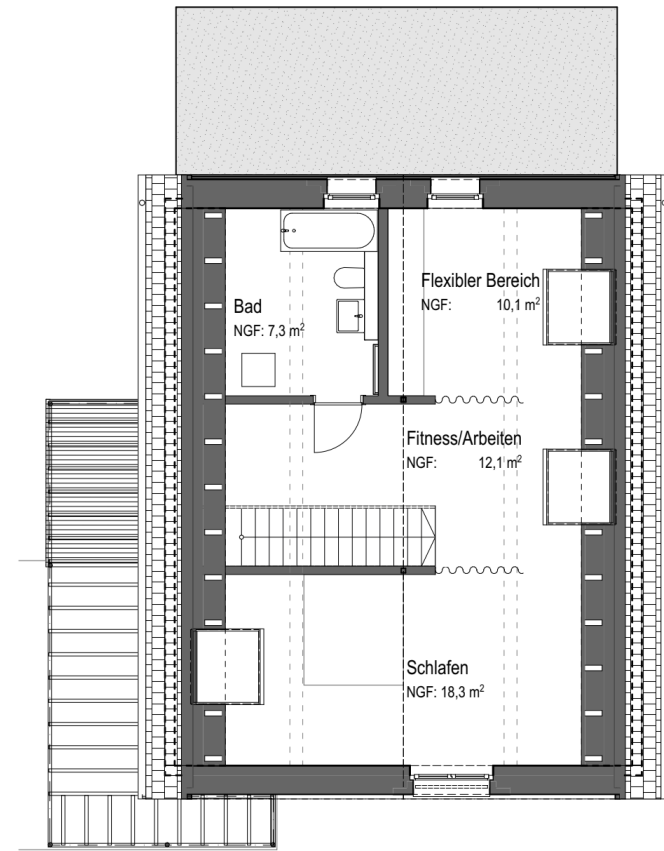 Flexibler Bereich
NGF: 10,1 m²
Bad
NGF: 7,3 m²
Fitness/Arbeiten
NGF: 12,1 m²
Schlafen
NGF: 18,3 m²